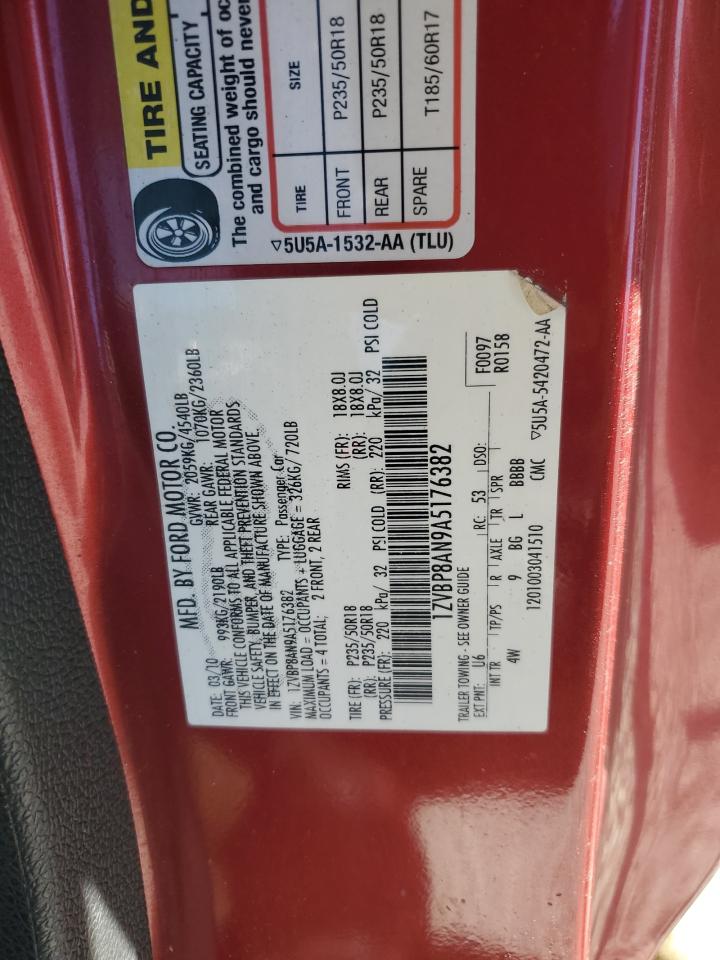 TIRE AND
SEATING CAPACITY
The combined weight of oc
and cargo should never
TIRE SIZE
FRONT P235/50R18
REAR P235/50R18
SPARE T185/60R17
5U5A-1532-AA (TLU)
MFD. BY FORD MOTOR CO.
DATE: 03/10 GVWR: 2059KG/4540LB
FRONT GAWR: 993KG/2190LB REAR GAWR: 1070KG/2360LB
THIS VEHICLE CONFORMS TO ALL APPLICABLE FEDERAL MOTOR
VEHICLE SAFETY, BUMPER, AND THEFT PREVENTION STANDARDS
IN EFFECT ON THE DATE OF MANUFACTURE SHOWN ABOVE.
VIN: 1ZVBP8AN9A5176382 TYPE: Passenger Car
MAXIMUM LOAD = OCCUPANTS + LUGGAGE = 326KG/ 720LB
OCCUPANTS = 4 TOTAL; 2 FRONT, 2 REAR
TIRE (FR): P235/50R18 RIMS (FR): 18X8.0J
(RR): P235/50R18 (RR): 18X8.0J
PRESSURE (FR): 220 kPa/ 32 PSI COLD (RR): 220 kPa/ 32 PSI COLD
1ZVBP8AN9A5176382
TRAILER TOWING - SEE OWNER GUIDE F0097
EXT PNT: U6 RC: 53 DSO: R0158
INT TR TP/PS R AXLE TR SPR
4W 9 BG L BBBB
1201003041510 CMC 5U5A-5420472-AA